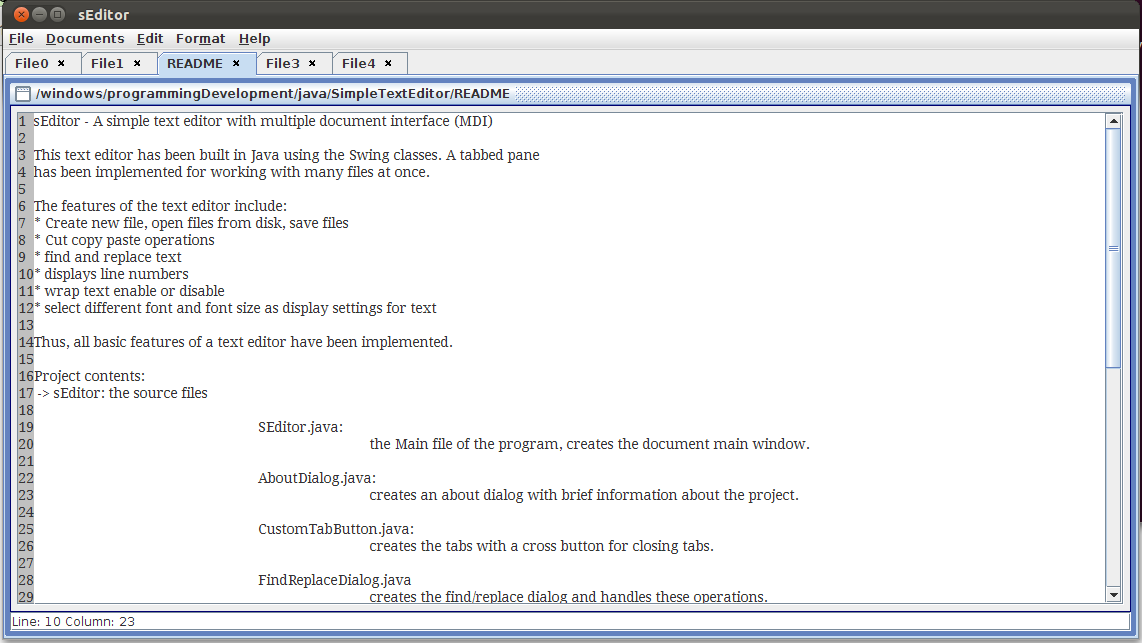 sEditor
File Documents Edit Format Help
File0 × File1 × README × File3 × File4 ×
/windows/programmingDevelopment/java/SimpleTextEditor/README
1 sEditor - A simple text editor with multiple document interface (MDI)
2
3 This text editor has been built in Java using the Swing classes. A tabbed pane
4 has been implemented for working with many files at once.
5
6 The features of the text editor include:
7 * Create new file, open files from disk, save files
8 * Cut copy paste operations
9 * find and replace text
10 * displays line numbers
11 * wrap text enable or disable
12 * select different font and font size as display settings for text
13
14 Thus, all basic features of a text editor have been implemented.
15
16 Project contents:
17 -> sEditor: the source files
18
19 SEditor.java:
20 the Main file of the program, creates the document main window.
21
22 AboutDialog.java:
23 creates an about dialog with brief information about the project.
24
25 CustomTabButton.java:
26 creates the tabs with a cross button for closing tabs.
27
28 FindReplaceDialog.java
29 creates the find/replace dialog and handles these operations.
Line: 10 Column: 23